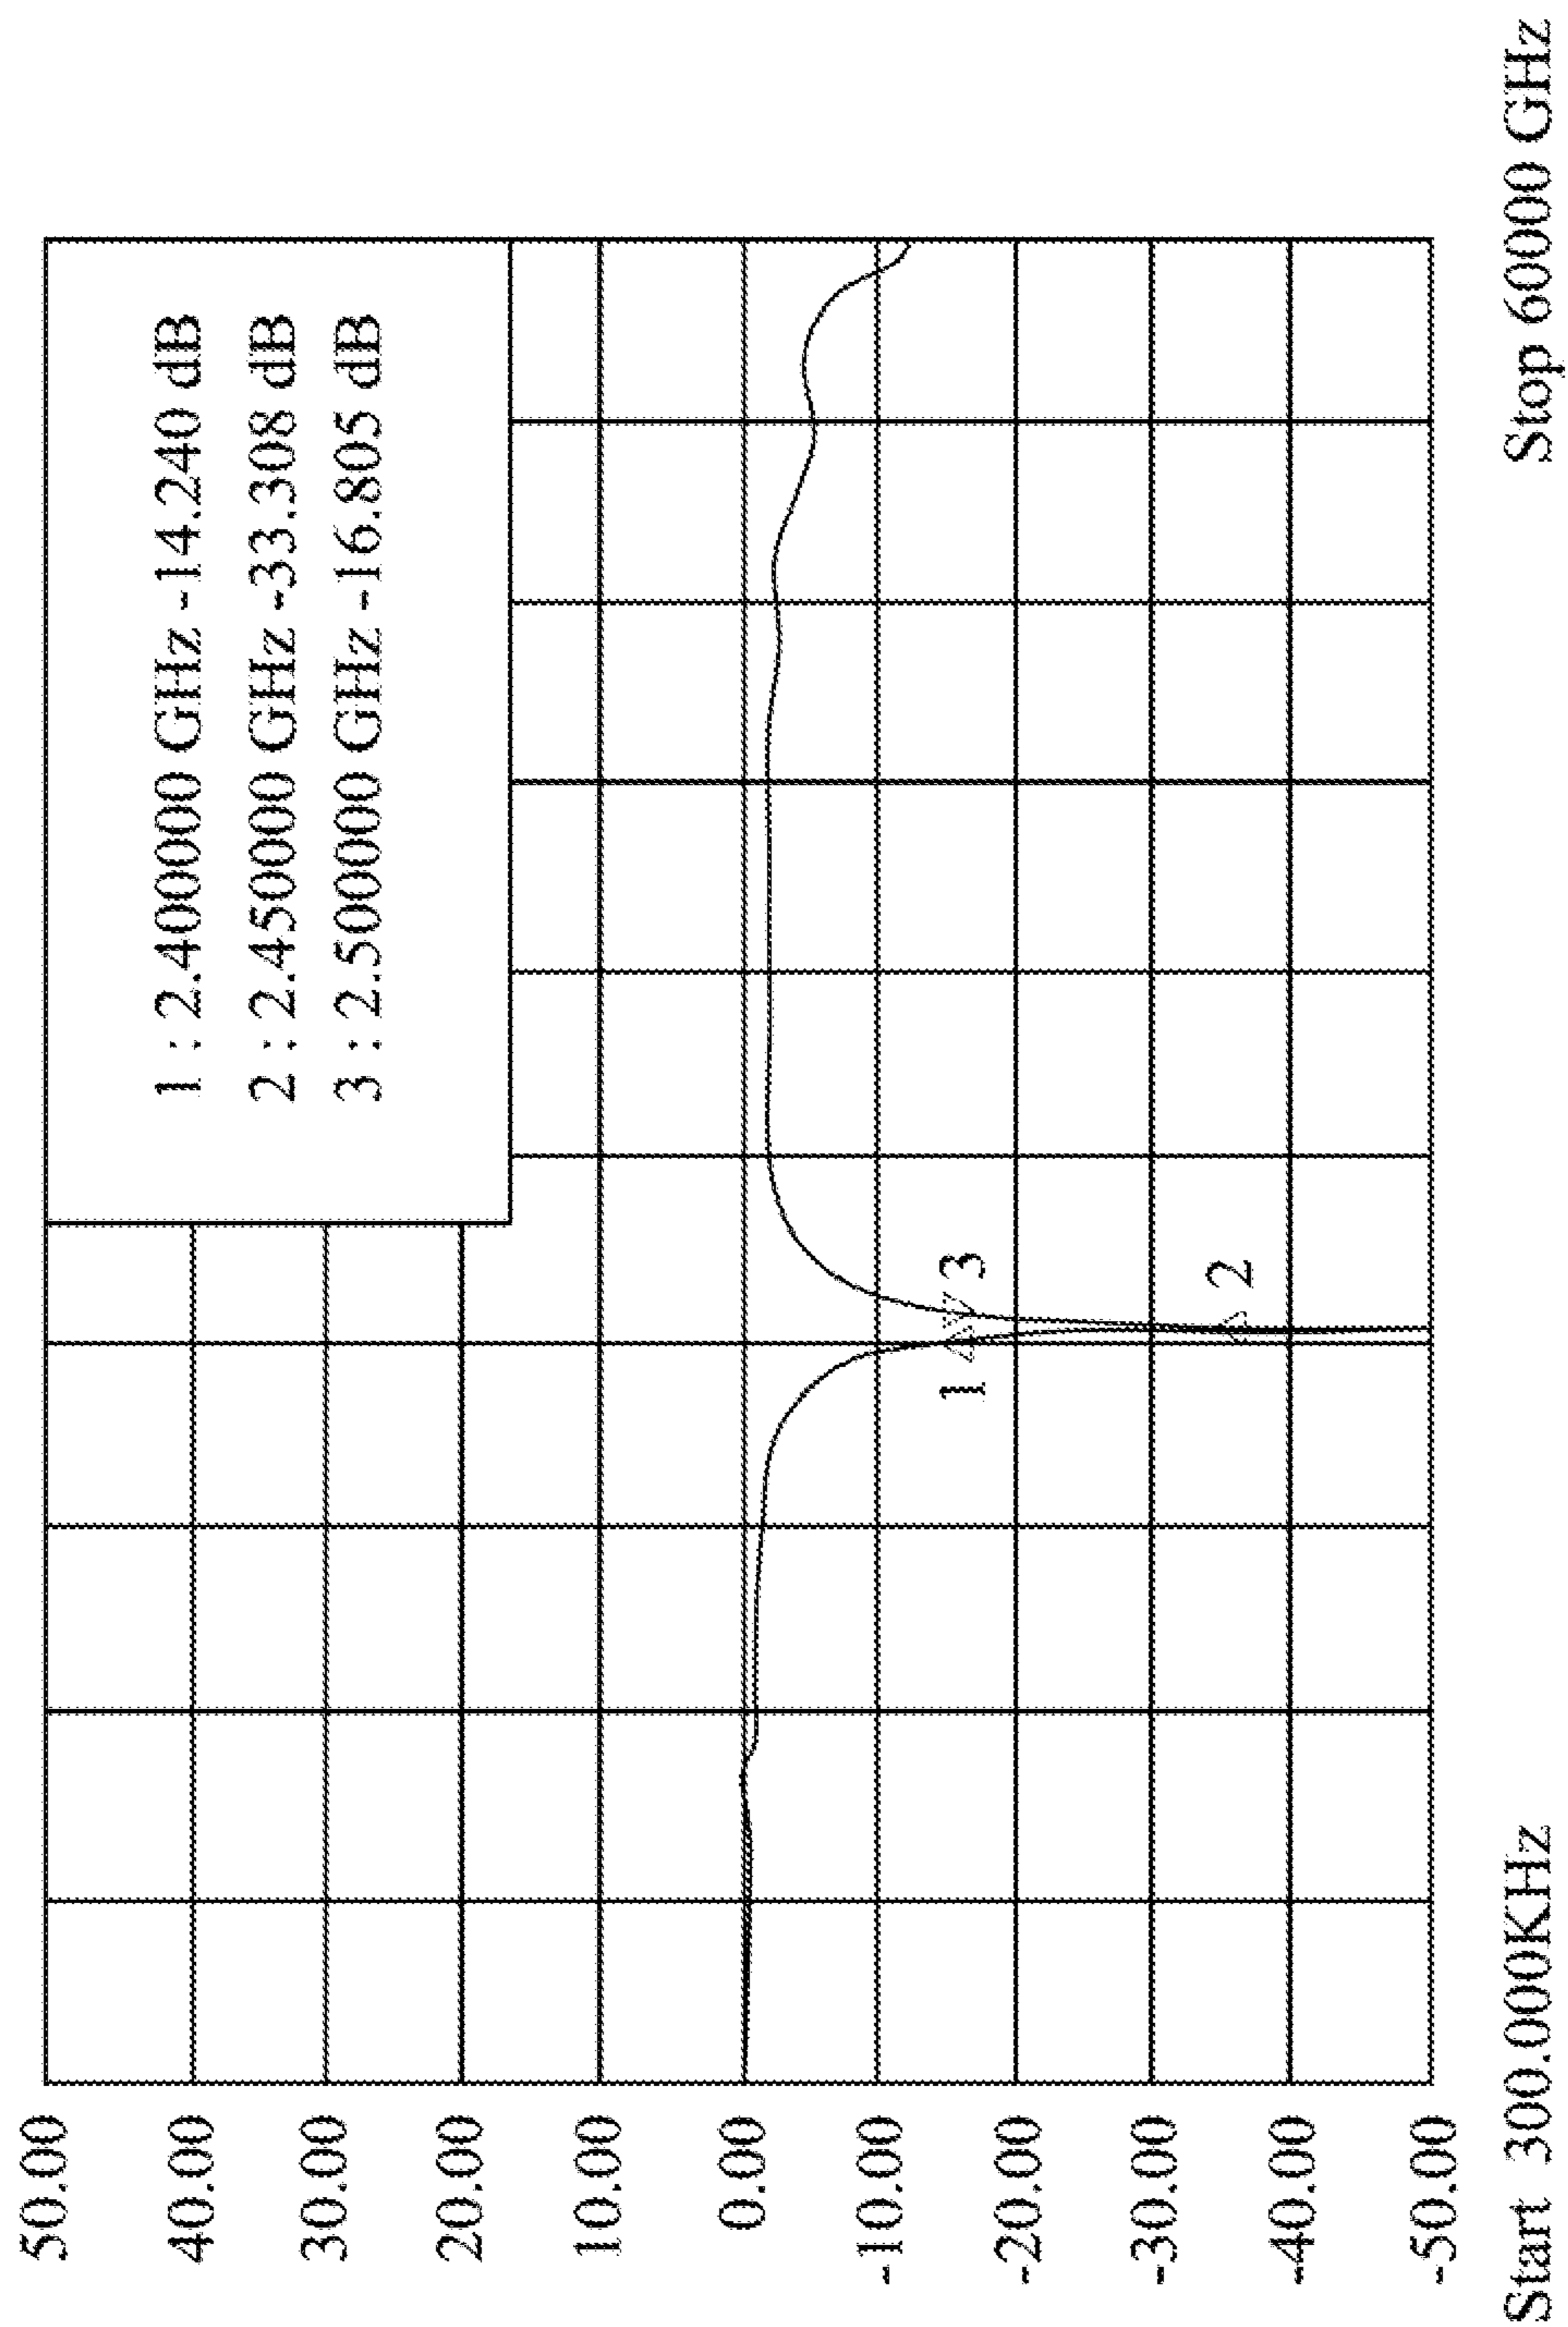 1 : 2.400000 GHz -14.240 dB
2 : 2.450000 GHz -33.308 dB
3 : 2.500000 GHz -16.805 dB
50.00
40.00
30.00
20.00
10.00
0.00
-10.00
-20.00
-30.00
-40.00
-50.00
1
3
2
Start 300.000KHz
Stop 60000 GHz